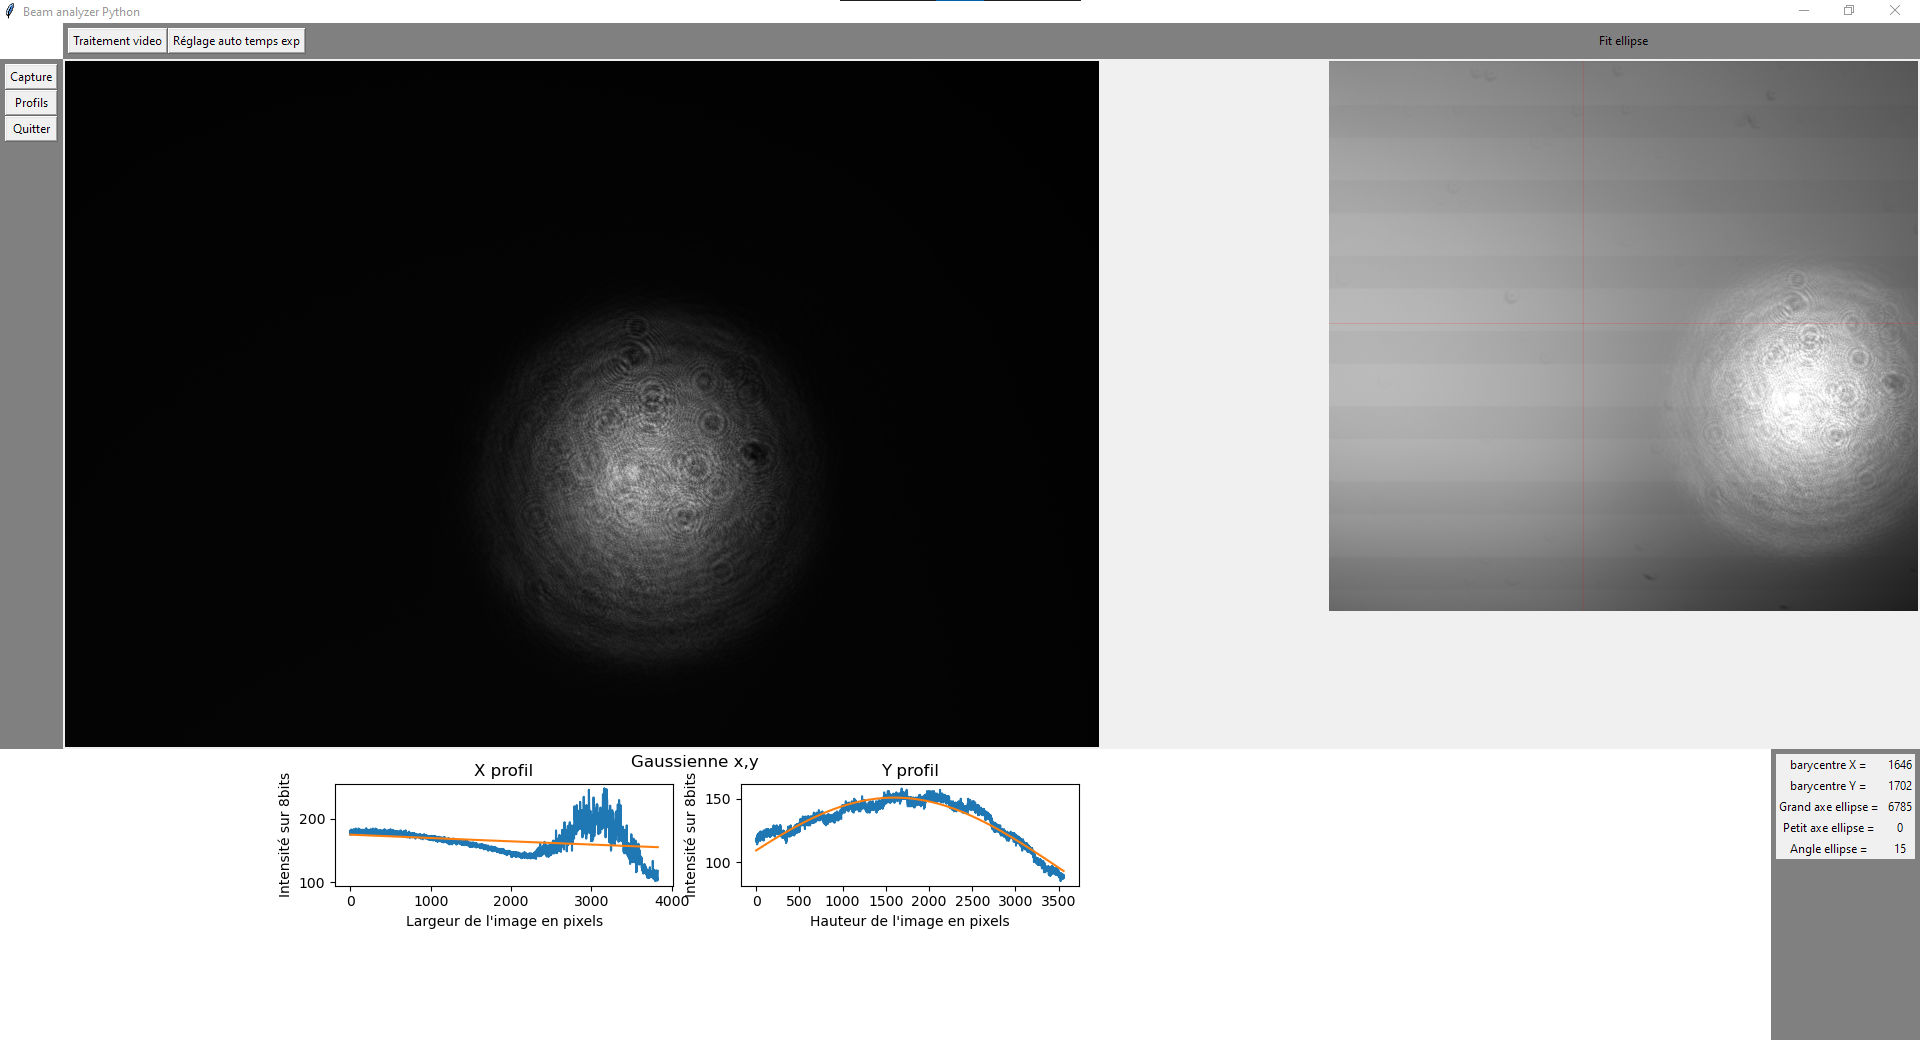 Beam analyzer Python
Traitement video Réglage auto temps exp Fit ellipse
Capture
Profils
Quitter
Gaussienne x,y
X profil
Intensité sur 8bits
200
100
0 1000 2000 3000 4000
Largeur de l'image en pixels
Y profil
Intensité sur 8bits
150
100
0 500 1000 1500 2000 2500 3000 3500
Hauteur de l'image en pixels
barycentre X = 1646
barycentre Y = 1702
Grand axe ellipse = 6785
Petit axe ellipse = 0
Angle ellipse = 15